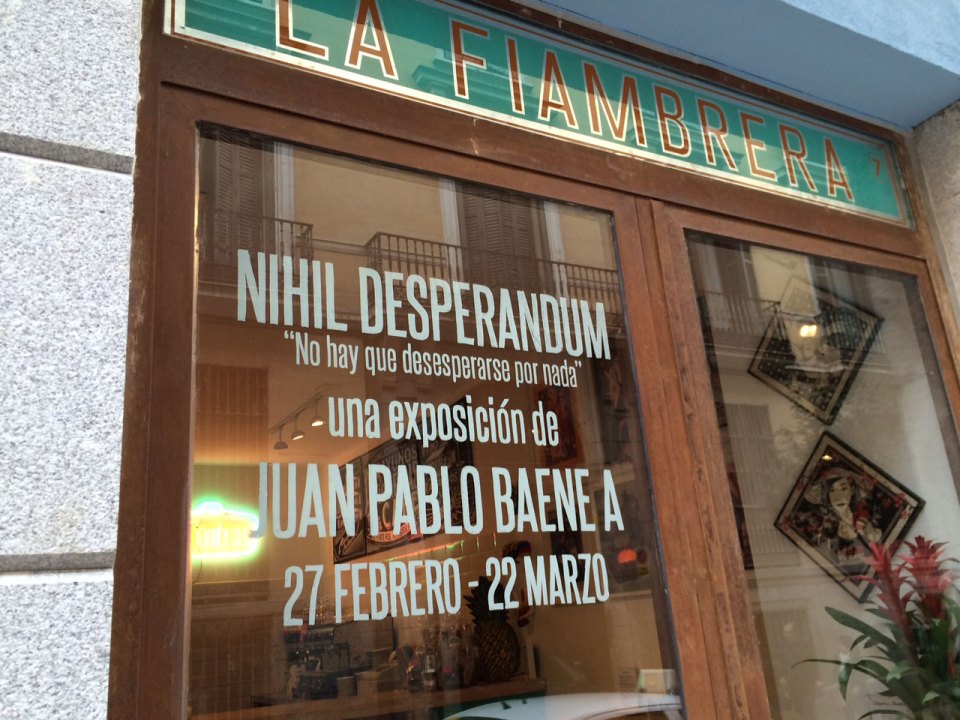 LA FIAMBRERA 7
NIHIL DESPERANDUM
“No hay que desesperarse por nada”
una exposición de
JUAN PABLO BAENE A
27 FEBRERO - 22 MARZO